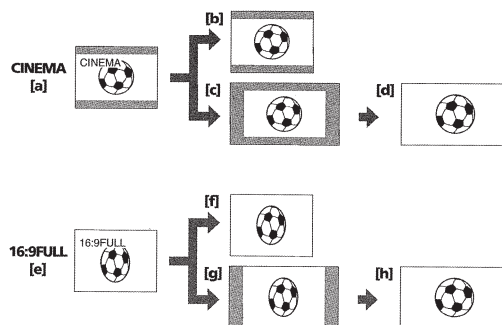 [b]
CINEMA
[a]
CINEMA
[c]
[d]
[f]
16:9FULL
[e]
16:9FULL
[g]
[h]